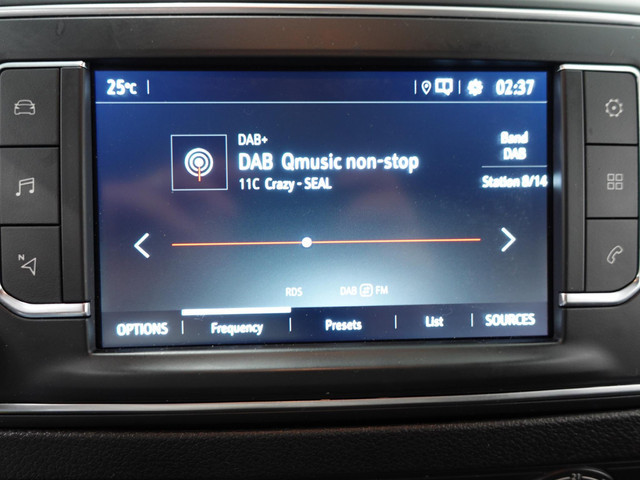 25°C 02:37
DAB+
DAB Qmusic non-stop
11C Crazy - SEAL
Band
DAB
Station 8/14
RDS DAB FM
OPTIONS Frequency Presets List SOURCES
N
21